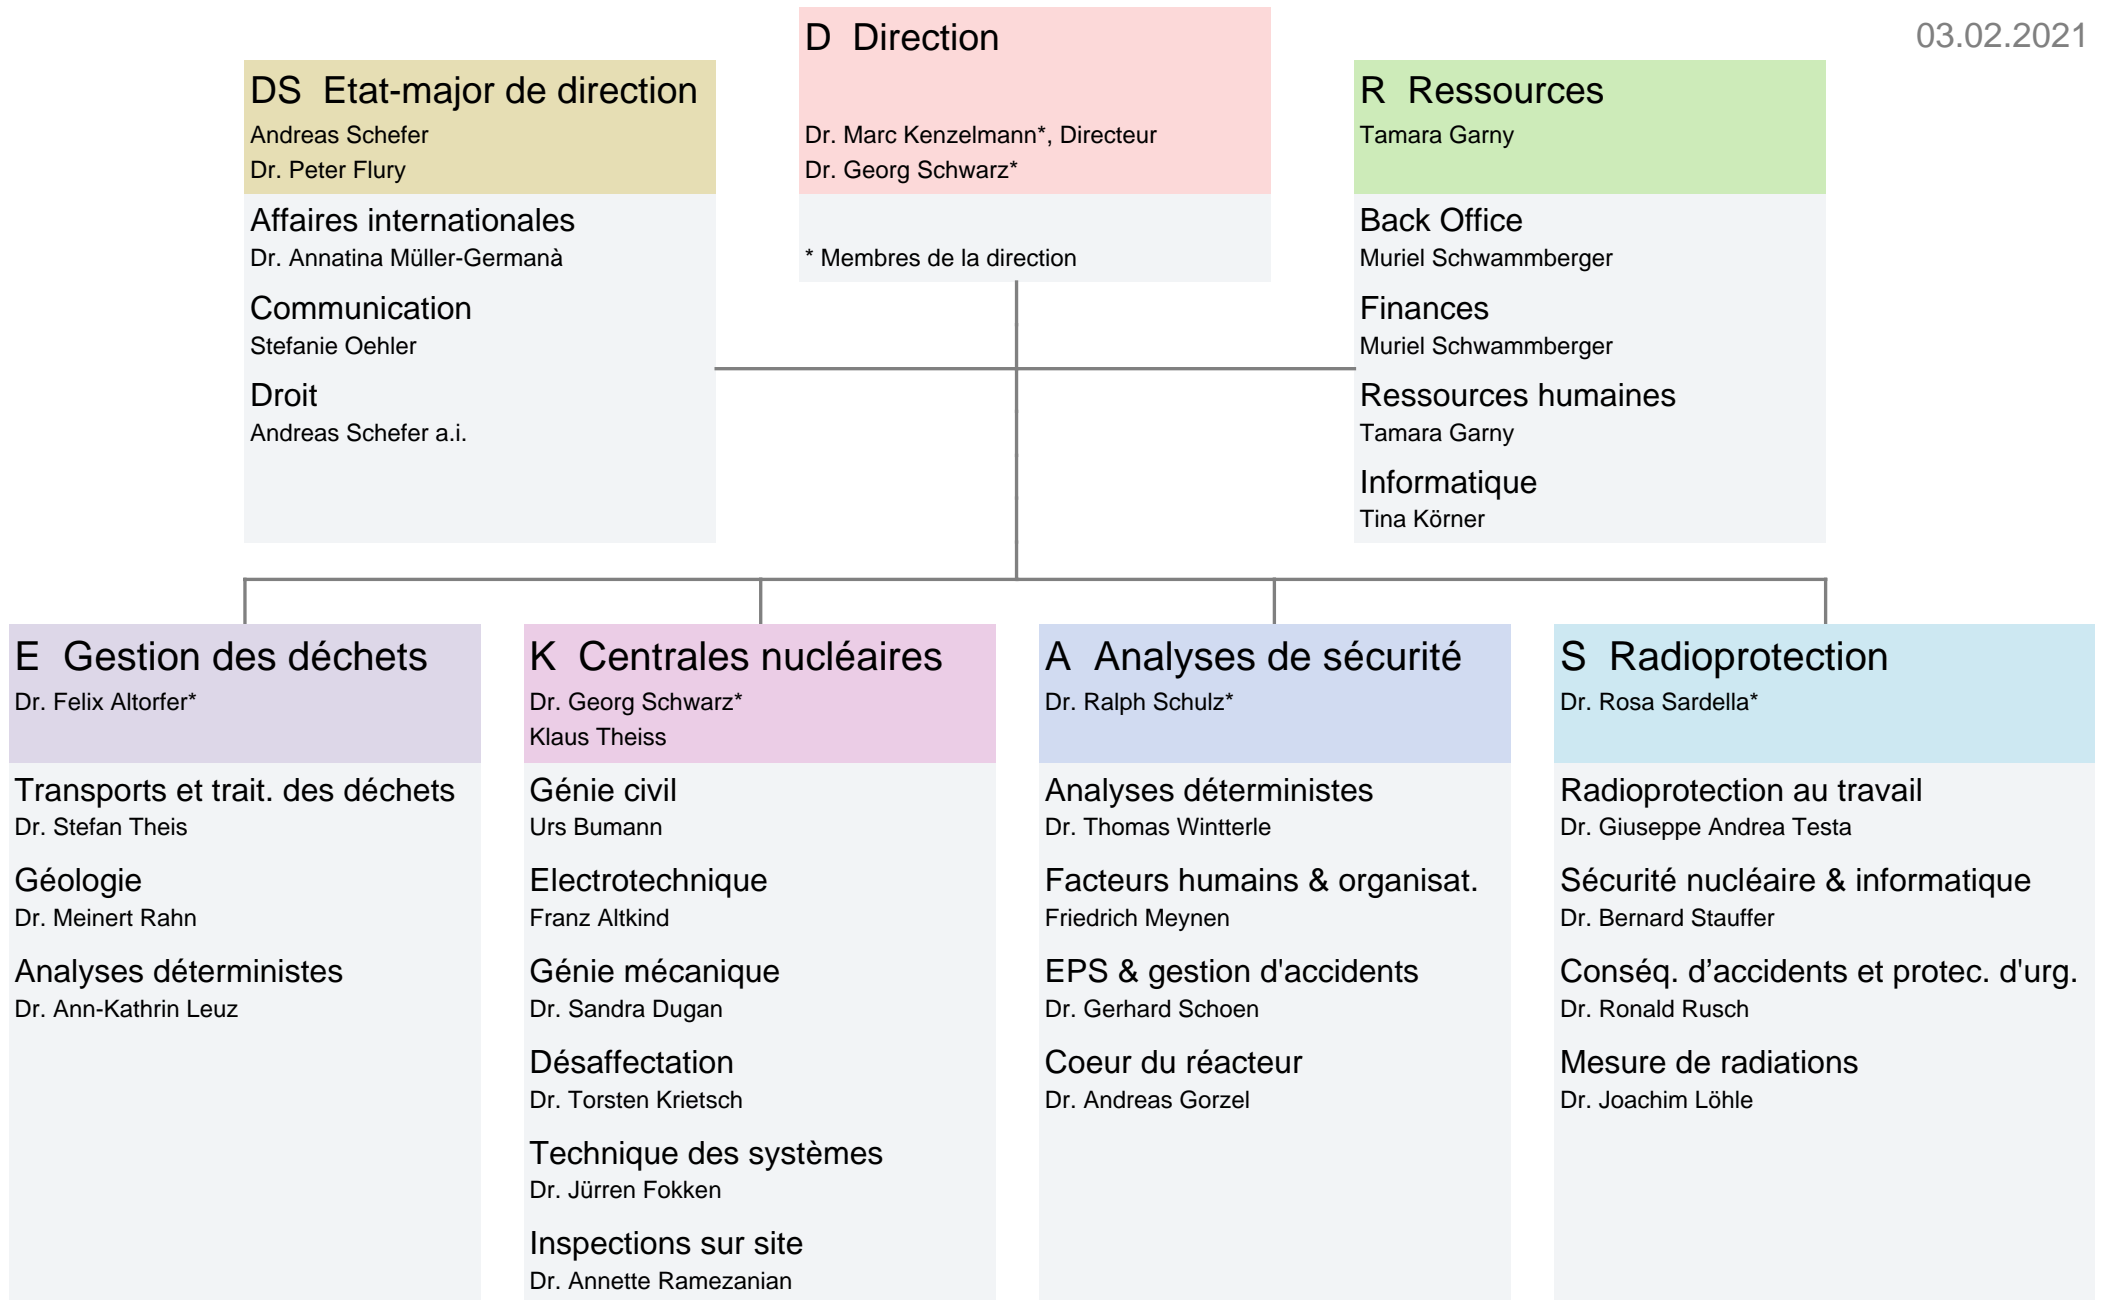 03.02.2021
D Direction
Dr. Marc Kenzelmann*, Directeur
Dr. Georg Schwarz*
* Membres de la direction
DS Etat-major de direction
Andreas Schefer
Dr. Peter Flury
Affaires internationales
Dr. Annatina Müller-Germanà
Communication
Stefanie Oehler
Droit
Andreas Schefer a.i.
R Ressources
Tamara Garny
Back Office
Muriel Schwammberger
Finances
Muriel Schwammberger
Ressources humaines
Tamara Garny
Informatique
Tina Körner
E Gestion des déchets
Dr. Felix Altorfer*
Transports et trait. des déchets
Dr. Stefan Theis
Géologie
Dr. Meinert Rahn
Analyses déterministes
Dr. Ann-Kathrin Leuz
K Centrales nucléaires
Dr. Georg Schwarz*
Klaus Theiss
Génie civil
Urs Bumann
Electrotechnique
Franz Altkind
Génie mécanique
Dr. Sandra Dugan
Désaffectation
Dr. Torsten Krietsch
Technique des systèmes
Dr. Jürren Fokken
Inspections sur site
Dr. Annette Ramezanian
A Analyses de sécurité
Dr. Ralph Schulz*
Analyses déterministes
Dr. Thomas Wintterle
Facteurs humains & organisat.
Friedrich Meynen
EPS & gestion d'accidents
Dr. Gerhard Schoen
Coeur du réacteur
Dr. Andreas Gorzel
S Radioprotection
Dr. Rosa Sardella*
Radioprotection au travail
Dr. Giuseppe Andrea Testa
Sécurité nucléaire & informatique
Dr. Bernard Stauffer
Conséq. d’accidents et protec. d'urg.
Dr. Ronald Rusch
Mesure de radiations
Dr. Joachim Löhle